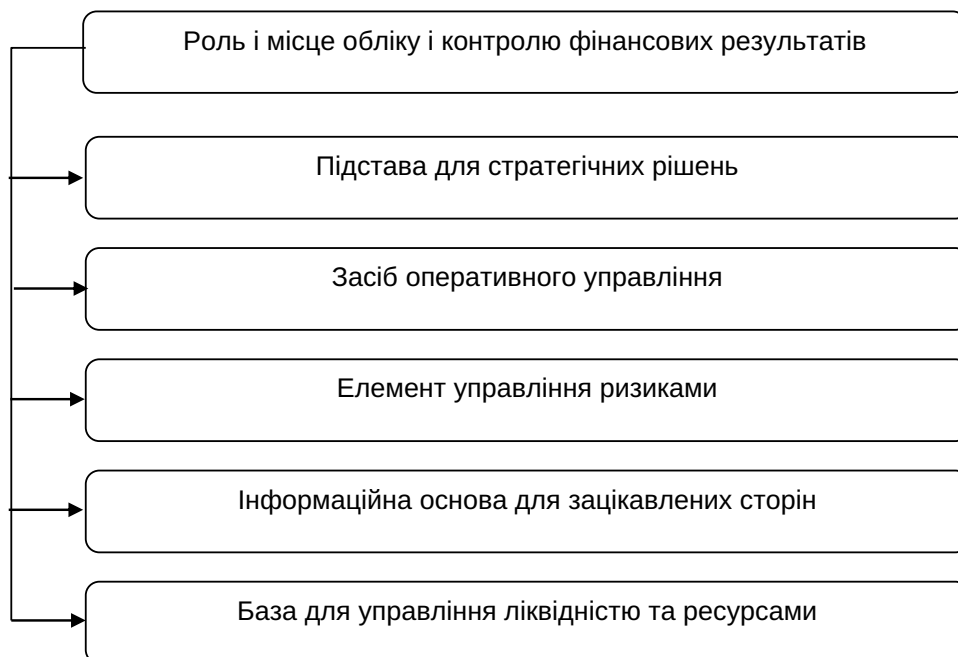 Роль і місце обліку і контролю фінансових результатів
Підстава для стратегічних рішень
Засіб оперативного управління
Елемент управління ризиками
Інформаційна основа для зацікавлених сторін
База для управління ліквідністю та ресурсами